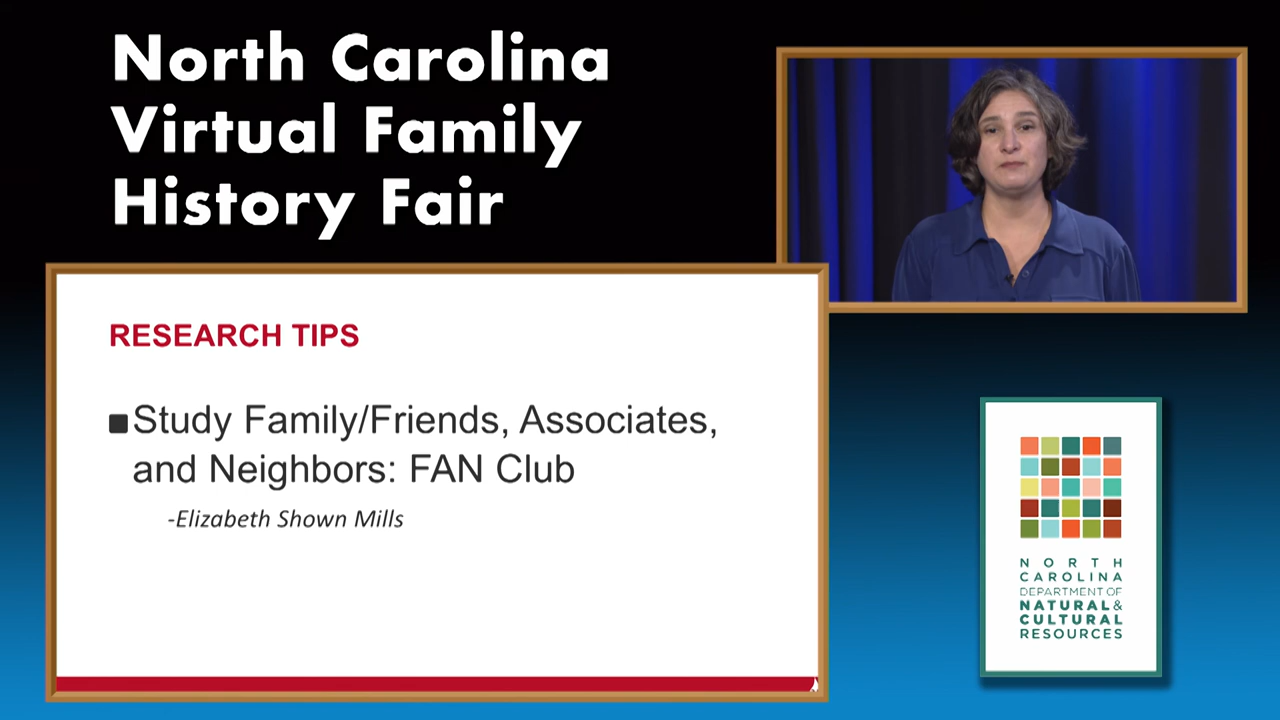 North Carolina
Virtual Family
History Fair
RESEARCH TIPS
■Study Family/Friends, Associates,
and Neighbors: FAN Club
-Elizabeth Shown Mills
NORTH
CAROLINA
DEPARTMENT OF
NATURAL &
CULTURAL
RESOURCES